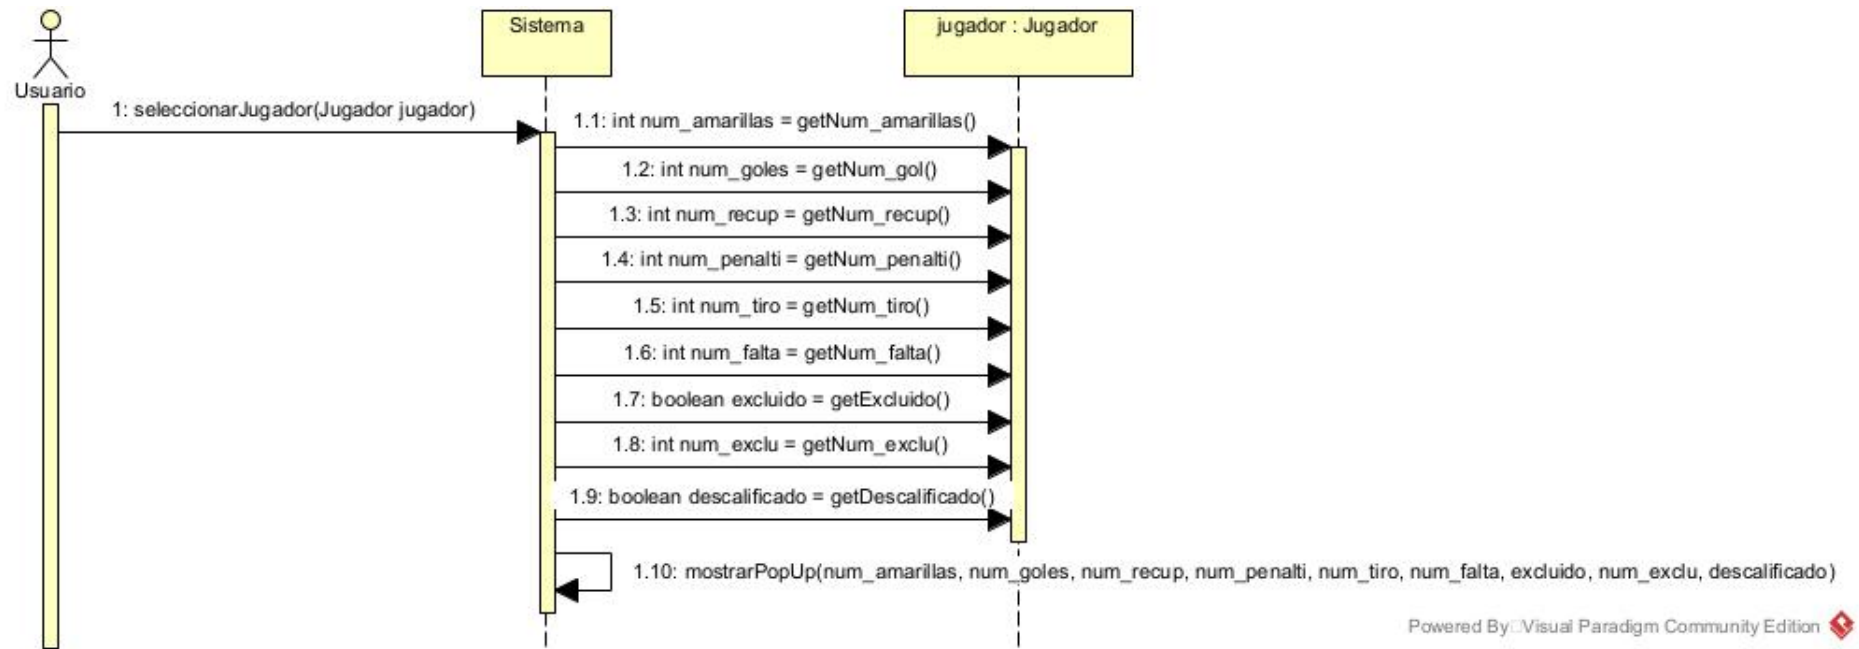 Usuario
Sistema
jugador : Jugador
1: seleccionarJugador(Jugador jugador)
1.1: int num_amarillas = getNum_amarillas()
1.2: int num_goles = getNum_gol()
1.3: int num_recup = getNum_recup()
1.4: int num_penalti = getNum_penalti()
1.5: int num_tiro = getNum_tiro()
1.6: int num_falta = getNum_falta()
1.7: boolean excluido = getExcluido()
1.8: int num_exclu = getNum_exclu()
1.9: boolean descalificado = getDescalificado()
1.10: mostrarPopUp(num_amarillas, num_goles, num_recup, num_penalti, num_tiro, num_falta, excluido, num_exclu, descalificado)
Powered By Visual Paradigm Community Edition